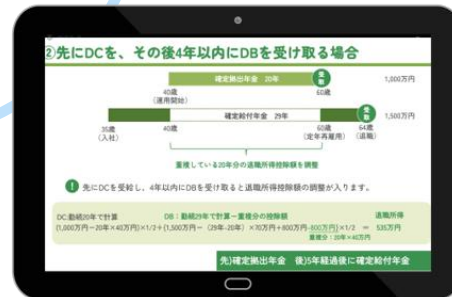 ②先にDCを、その後4年以内にDBを受け取る場合
確定拠出年金 20年
受取
1,000万円
40歳
(運用開始)
60歳
確定給付年金 29年
受取
1,500万円
35歳
(入社)
40歳
60歳
(定年再雇用)
64歳
(退職)
重複している20年分の退職所得控除額を調整
! 先にDCを受給し、4年以内にDBを受け取ると退職所得控除額の調整が入ります。
DC:勤続20年で計算
DB:勤続29年で計算ー重複分の控除額
退職所得
(1,000万円−20年×40万円)×1/2+{1,500万円− (29年-20年) ×70万円+800万円-800万円}×1/2 = 535万円
重複分:20年×40万円
先)確定拠出年金 後)5年経過後に確定給付年金